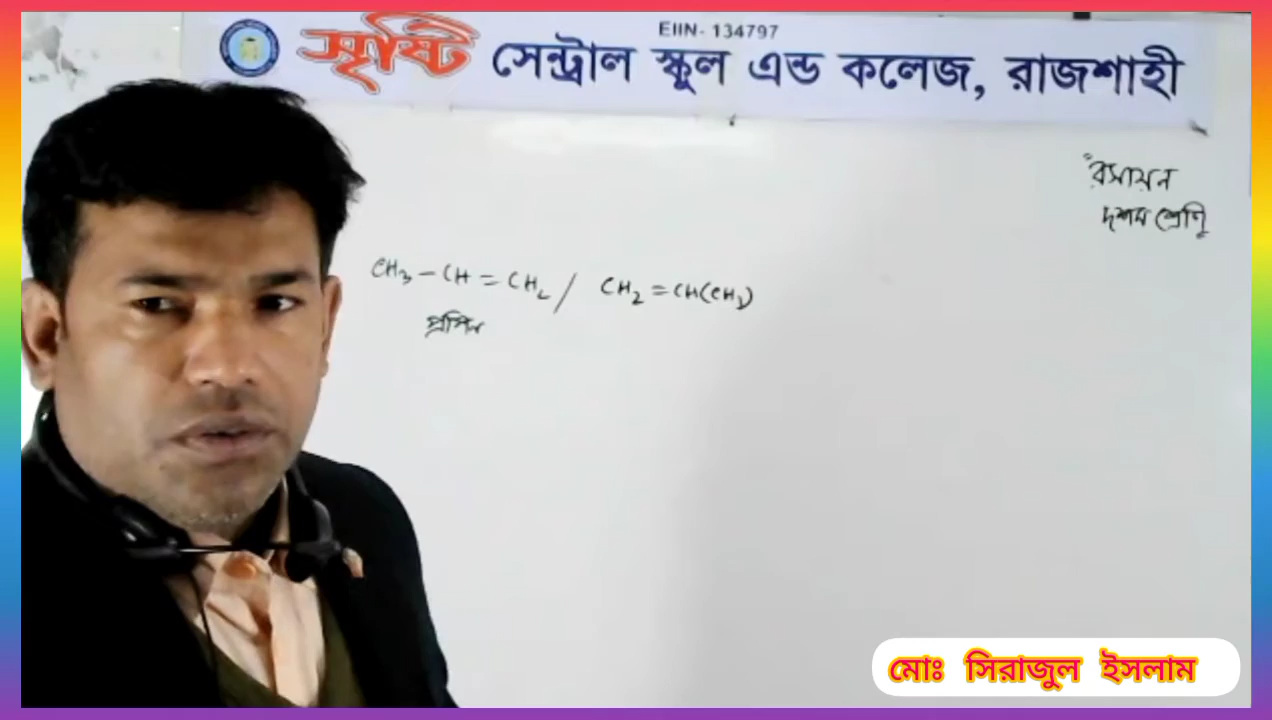 EIIN- 134797
সৃষ্টি সেন্ট্রাল স্কুল এন্ড কলেজ, রাজশাহী
রসায়ন
দশম শ্রেণি
CH₃ – CH = CH₂ / CH₂ = CH(CH₃)
প্রপিন
মোঃ সিরাজুল ইসলাম